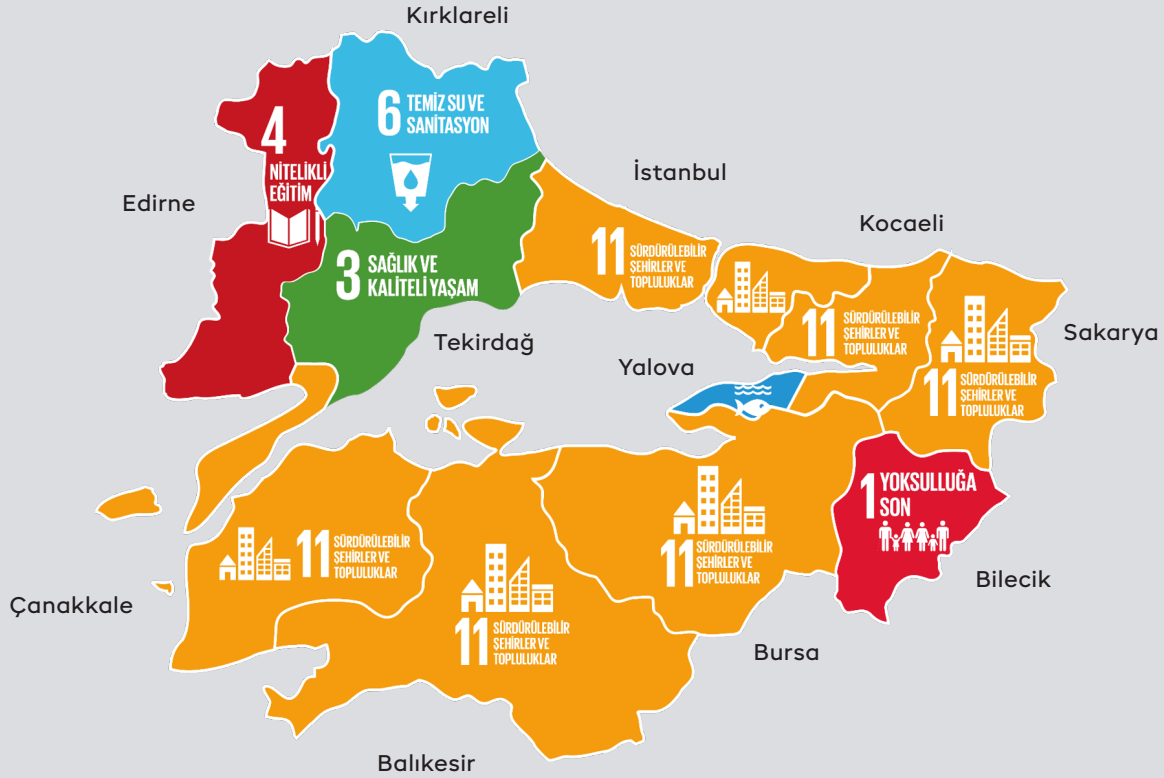 Kırklareli
6 TEMİZ SU VE
SANİTASYON
4
NİTELİKLİ
EĞİTİM
Edirne
İstanbul
Kocaeli
11 SÜRDÜRÜLEBİLİR
ŞEHİRLER VE
TOPLULUKLAR
3 SAĞLIK VE
KALİTELİ YAŞAM
11 SÜRDÜRÜLEBİLİR
ŞEHİRLER VE
TOPLULUKLAR
Sakarya
Tekirdağ
Yalova
11 SÜRDÜRÜLEBİLİR
ŞEHİRLER VE
TOPLULUKLAR
1 YOKSULLUĞA
SON
11 SÜRDÜRÜLEBİLİR
ŞEHİRLER VE
TOPLULUKLAR
11 SÜRDÜRÜLEBİLİR
ŞEHİRLER VE
TOPLULUKLAR
Bilecik
Çanakkale
11 SÜRDÜRÜLEBİLİR
ŞEHİRLER VE
TOPLULUKLAR
Bursa
Balıkesir